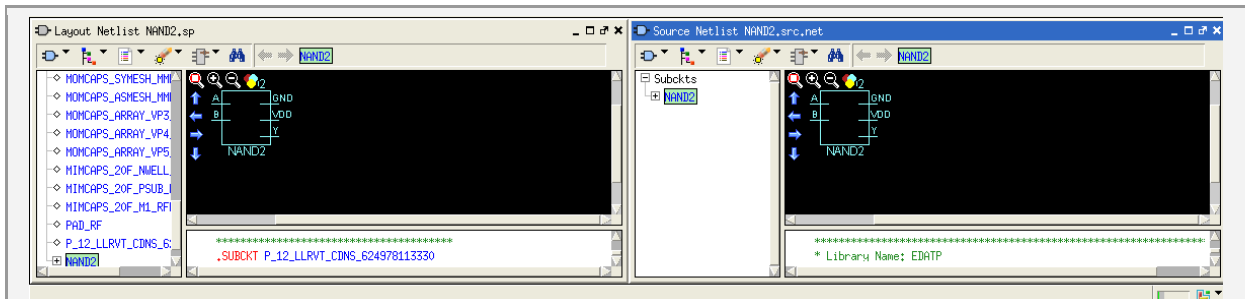 Layout Netlist NAND2.sp
NAND2
MOMCAPS_SYMESH_MM
MOMCAPS_ASMESH_MM
MOMCAPS_ARRAY_VP3
MOMCAPS_ARRAY_VP4
MOMCAPS_ARRAY_VP5
MIMCAPS_20F_NWELL
MIMCAPS_20F_PSUB_
MIMCAPS_20F_M1_RF
PAD_RF
P_12_LLRVT_CDNS_6
NAND2
A
GND
B
VDD
Y
NAND2
***************************************
.SUBCKT P_12_LLRVT_CDNS_624978113330
Source Netlist NAND2.src.net
NAND2
Subckts
NAND2
A
GND
B
VDD
Y
NAND2
* Library Name: EDATP